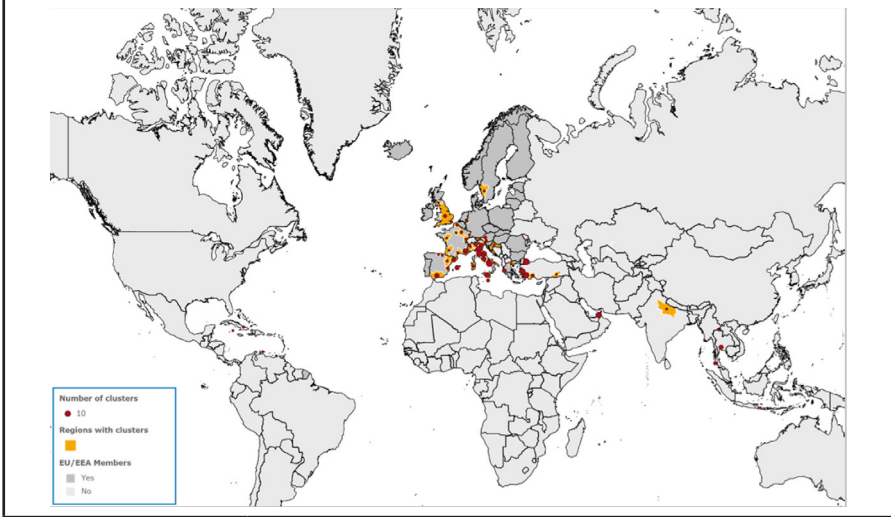 Number of clusters
10
Regions with clusters
EU/EEA Members
Yes
No